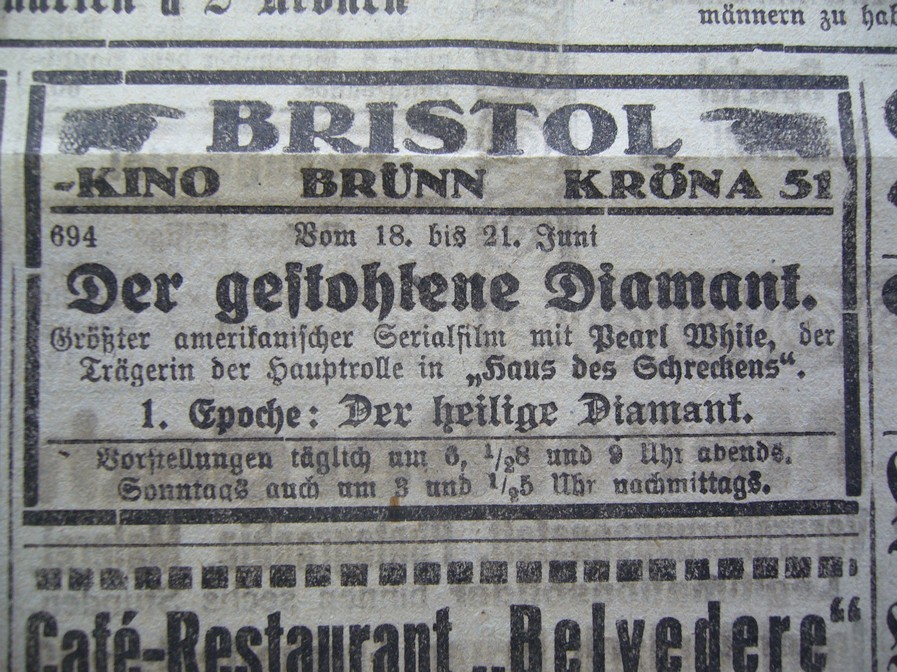 männern zu hab
BRISTOL
-KINO BRÜNN KRÖNA 51
694 Vom 18. bis 21. Juni
Der gestohlene Diamant.
Größter amerikanischer Serialfilm mit Pearl White, der
Trägerin der Hauptrolle in „Haus des Schreckens“.
1. Epoche: Der heilige Diamant.
Vorstellungen täglich um 6, 1/28 und 9 Uhr abends.
Sonntags auch um 3 und 1/25 Uhr nachmittags.
Café-Restaurant „Belvedere“